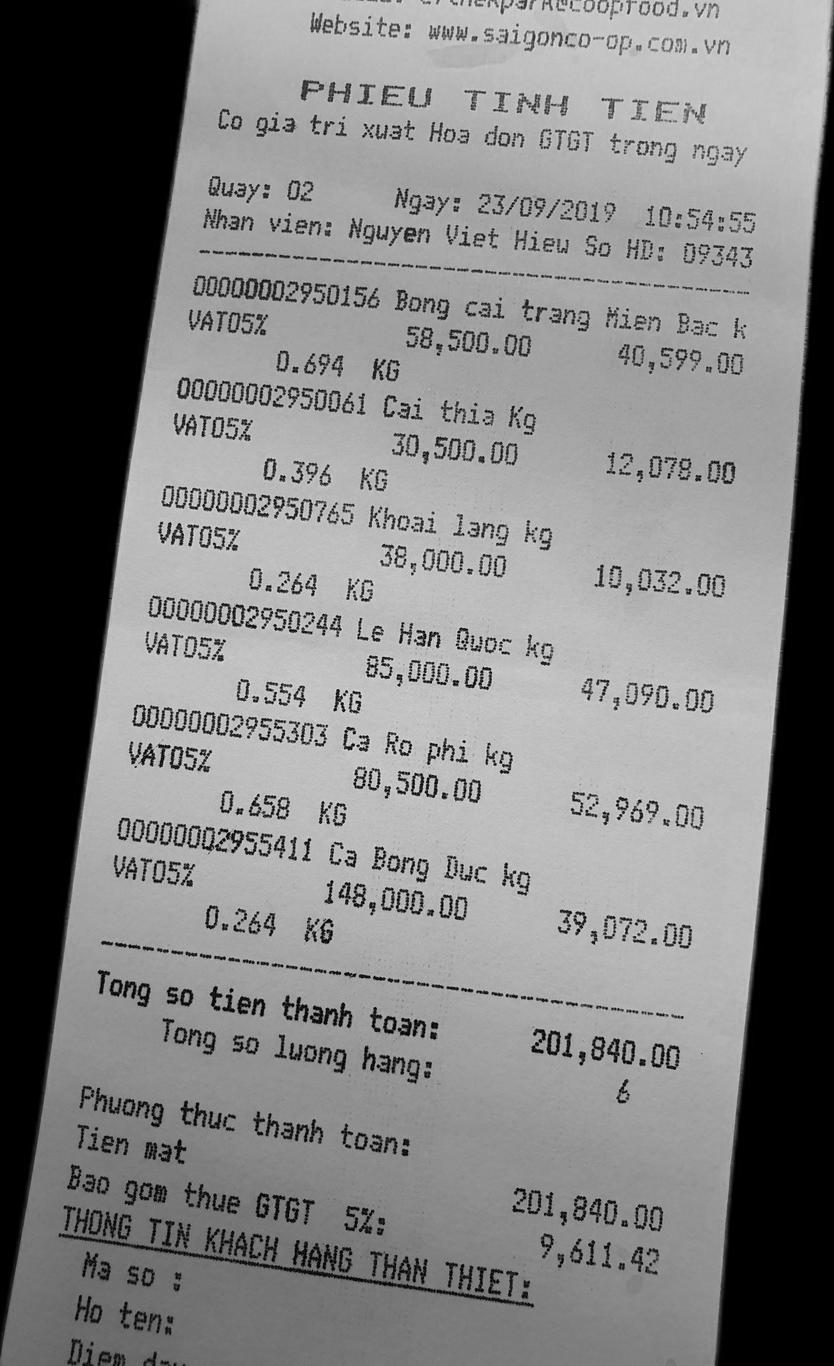 Website: www.saigonco-op.com.vn
PHIEU TINH TIEN
Co gia tri xuat Hoa don GTGT trong ngay
Quay: 02 Ngay: 23/09/2019 10:54:55
Nhan vien: Nguyen Viet Hieu So HD: 09343
00000002950156 Bong cai trang Mien Bac k
VAT05% 58,500.00 40,599.00
0.694 KG
00000002950061 Cai thia Kg
VAT05% 30,500.00 12,078.00
0.396 KG
00000002950765 Khoai lang kg
VAT05% 38,000.00 10,032.00
0.264 KG
00000002950244 Le Han Quoc kg
VAT05% 85,000.00 47,090.00
0.554 KG
00000002955303 Ca Ro phi kg
VAT05% 80,500.00 52,969.00
0.658 KG
00000002955411 Ca Bong Duc kg
VAT05% 148,000.00 39,072.00
0.264 KG
Tong so tien thanh toan: 201,840.00
Tong so luong hang: 6
Phuong thuc thanh toan:
Tien mat 201,840.00
Bao gom thue GTGT 5%: 9,611.42
THONG TIN KHACH HANG THAN THIET:
Ma so :
Ho ten:
Diem